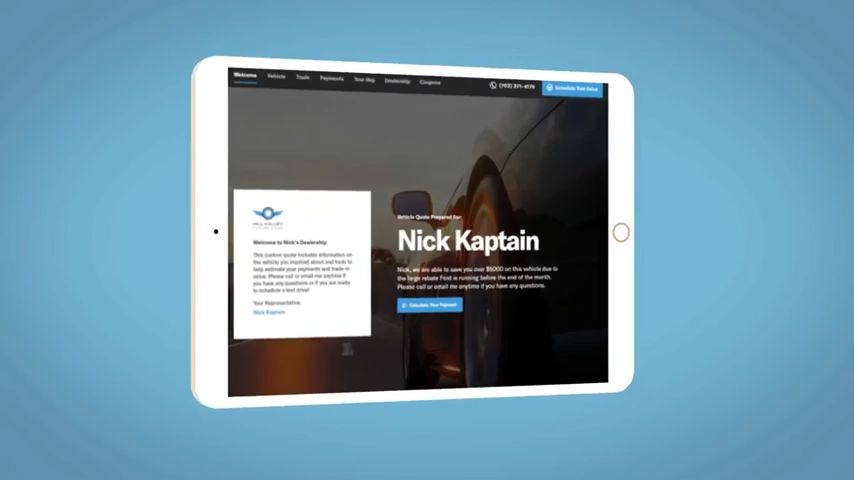 Welcome Vehicle Trade Payments Your Map Dealership Coupons
(703) 371-4175 Schedule Test Drive
HILL VALLEY
Welcome to Nick's Dealership
This custom quote includes information on
the vehicle you inquired about and tools to
help estimate your payments and trade-in
value. Please call or email me anytime if
you have any questions or if you are ready
to schedule a test drive!
Your Representative,
Nick Kaptain
Vehicle Quote Prepared For:
Nick Kaptain
Nick, we are able to save you over $5000 on this vehicle due to
the large rebate Ford is running before the end of the month.
Please call or email me anytime if you have any questions.
Calculate Your Payment